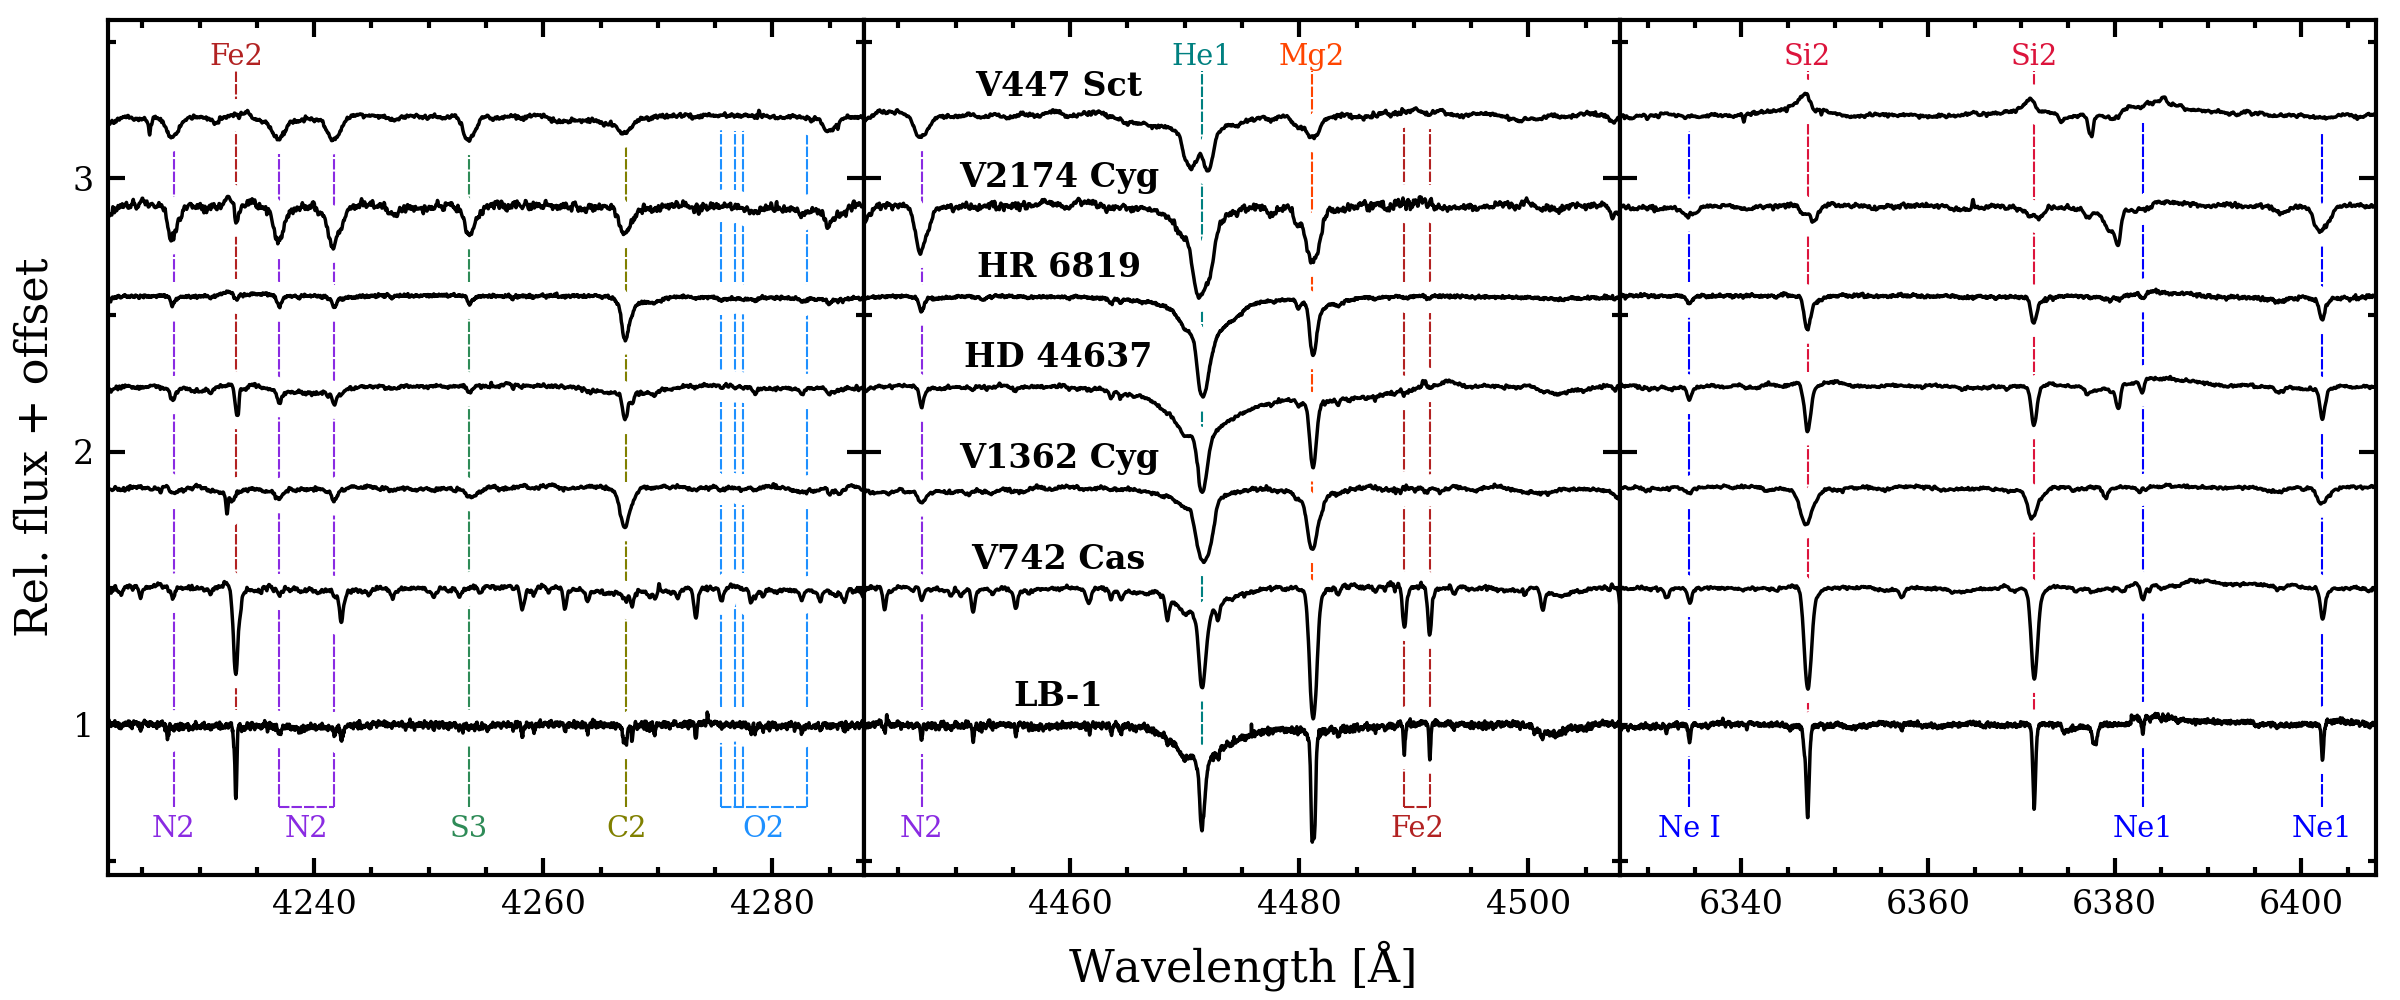 Fe2
He1
Mg2
Si2
Si2
V447 Sct
V2174 Cyg
HR 6819
HD 44637
V1362 Cyg
V742 Cas
LB-1
3
2
1
Rel. flux + offset
N2
N2
S3
C2
O2
N2
Fe2
Ne I
Ne1
Ne1
4240
4260
4280
4460
4480
4500
6340
6360
6380
6400
Wavelength [Å]